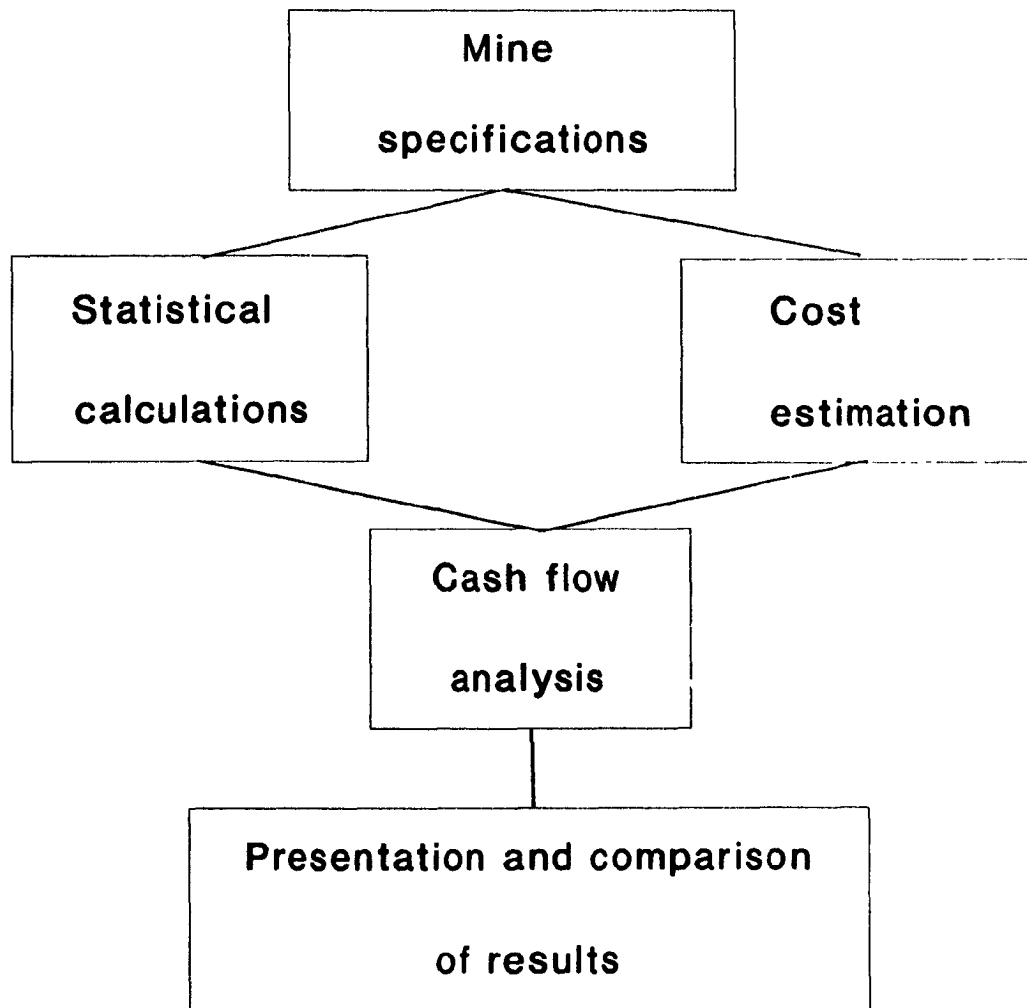 Mine
specifications
Statistical
calculations
Cost
estimation
Cash flow
analysis
Presentation and comparison
of results